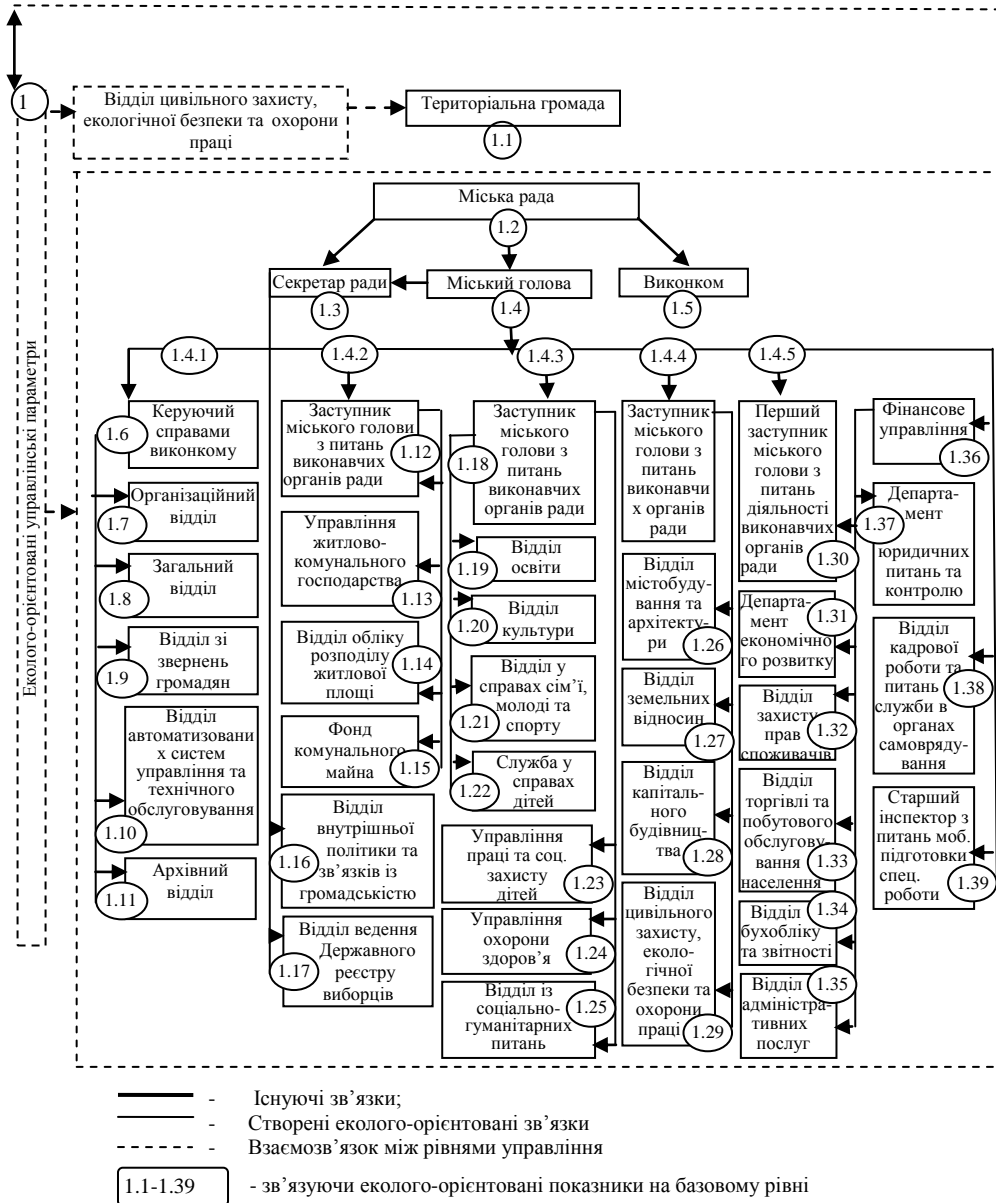 1
Відділ цивільного захисту,
екологічної безпеки та охорони
праці
Територіальна громада
1.1
Еколого-орієнтовані управлінські параметри
Міська рада
1.2
Секретар ради
1.3
Міський голова
1.4
Виконком
1.5
1.4.1
1.4.2
1.4.3
1.4.4
1.4.5
Керуючий
справами
виконкому
1.6
Організаційний
відділ
1.7
Загальний
відділ
1.8
Відділ зі
звернень
громадян
1.9
Відділ
автоматизовани
х систем
управління та
технічного
обслуговування
1.10
Архівний
відділ
1.11
Заступник
міського голови
з питань
виконавчих
органів ради
1.12
Управління
житлово-
комунального
господарства
1.13
Відділ обліку
розподілу
житлової
площі
1.14
Фонд
комунального
майна
1.15
Відділ
внутрішньої
політики та
зв’язків із
громадськістю
1.16
Відділ ведення
Державного
реєстру
виборців
1.17
Заступник
міського
голови з
питань
виконавчих
органів ради
1.18
Відділ
освіти
1.19
Відділ
культури
1.20
Відділ у
справах сім’ї,
молоді та
спорту
1.21
Служба у
справах
дітей
1.22
Управління
праці та соц.
захисту
дітей
1.23
Управління
охорони
здоров’я
1.24
Відділ із
соціально-
гуманітарних
питань
1.25
Заступник
міського
голови з
питань
виконавчи
х органів
ради
Відділ
містобуду-
вання та
архітекту-
ри
1.26
Відділ
земельних
відносин
1.27
Відділ
капіталь-
ного
будівниц-
тва
1.28
Відділ
цивільного
захисту,
еколо-
гічної
безпеки та
охорони
праці
1.29
Перший
заступник
міського
голови з
питань
діяльності
виконавчих
органів
ради
1.30
Департа-
мент
економічно
го розвитку
1.31
Відділ
захисту
прав
споживачів
1.32
Відділ
торгівлі та
побутового
обслугову-
вання
населення
1.33
Відділ
бухобліку
та звітності
1.34
Відділ
адміністра-
тивних
послуг
1.35
Фінансове
управління
1.36
Департа-
мент
юридичних
питань та
контролю
1.37
Відділ
кадрової
роботи та
питань
служби в
органах
самовряду-
вання
1.38
Старший
інспектор з
питань моб.
підготовки
спец.
роботи
1.39
- Існуючі зв’язки;
- Створені еколого-орієнтовані зв’язки
- Взаємозв’язок між рівнями управління
1.1-1.39 - зв’язуючи еколого-орієнтовані показники на базовому рівні